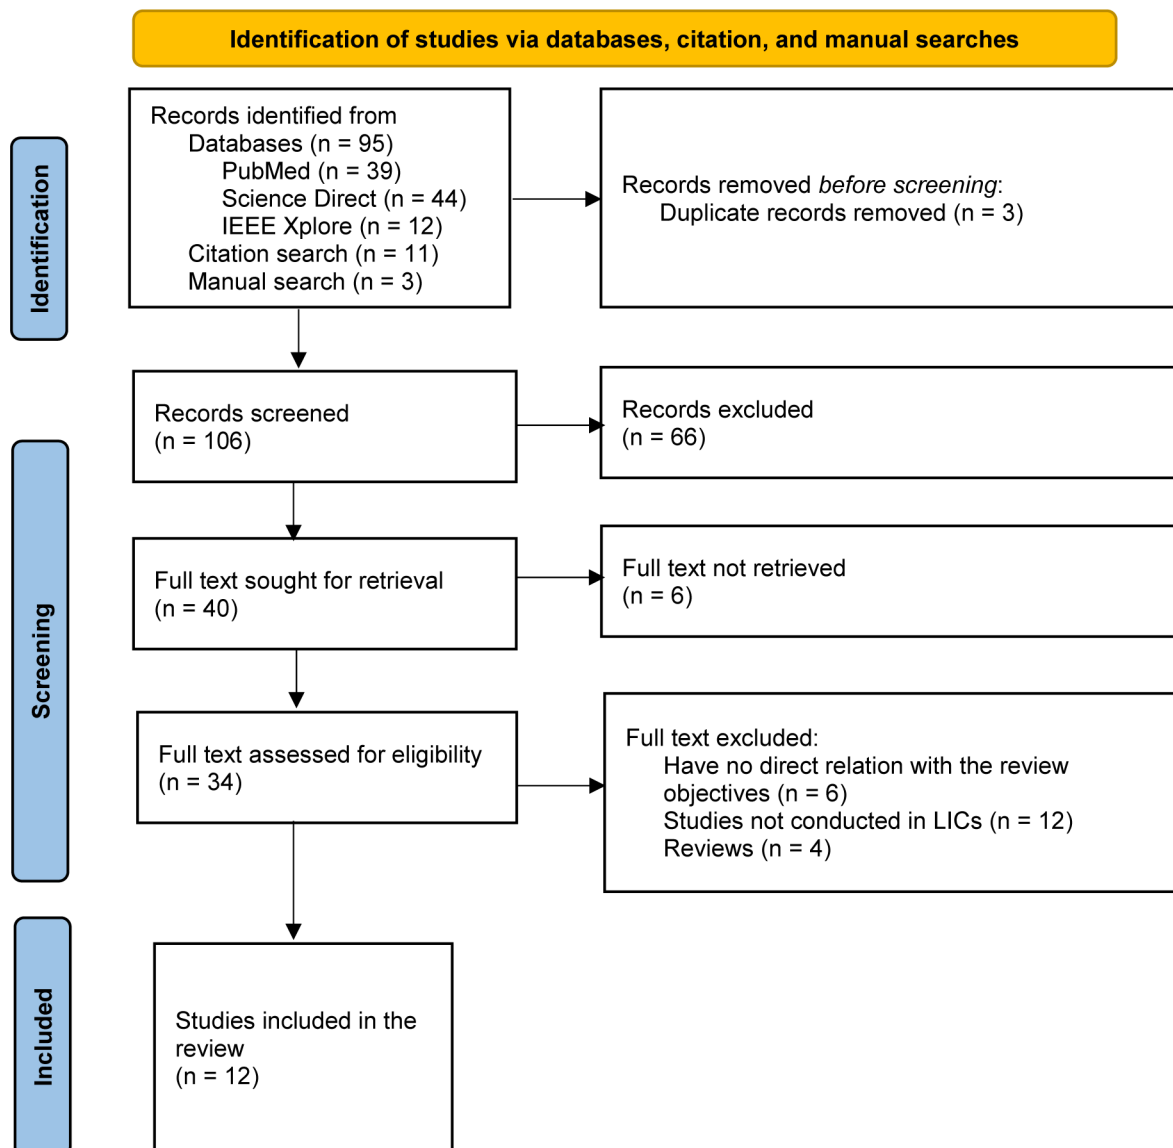 Identification of studies via databases, citation, and manual searches
Identification
Records identified from
Databases (n = 95)
PubMed (n = 39)
Science Direct (n = 44)
IEEE Xplore (n = 12)
Citation search (n = 11)
Manual search (n = 3)
Records removed before screening:
Duplicate records removed (n = 3)
Screening
Records screened
(n = 106)
Records excluded
(n = 66)
Full text sought for retrieval
(n = 40)
Full text not retrieved
(n = 6)
Full text assessed for eligibility
(n = 34)
Full text excluded:
Have no direct relation with the review
objectives (n = 6)
Studies not conducted in LICs (n = 12)
Reviews (n = 4)
Included
Studies included in the
review
(n = 12)